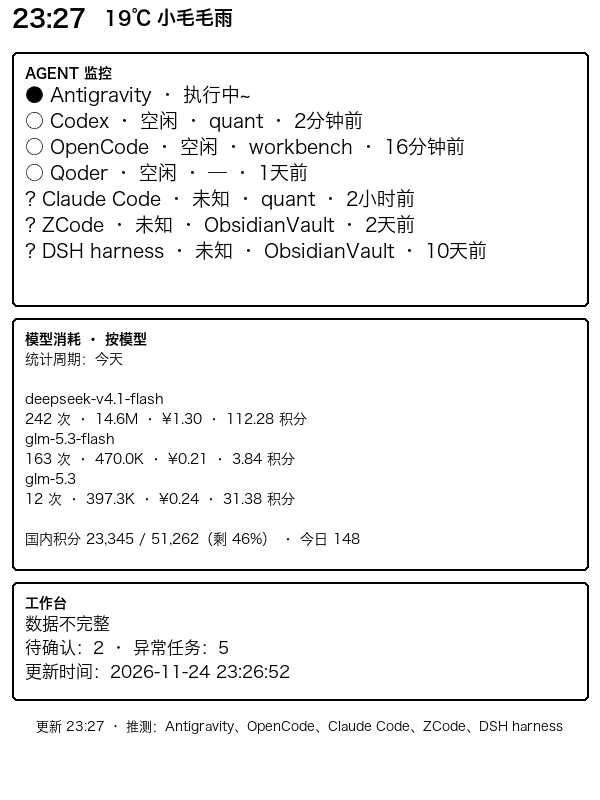 23:27 19℃ 小毛毛雨
AGENT 监控
● Antigravity · 执行中~
○ Codex · 空闲 · quant · 2分钟前
○ OpenCode · 空闲 · workbench · 16分钟前
○ Qoder · 空闲 · — · 1天前
? Claude Code · 未知 · quant · 2小时前
? ZCode · 未知 · ObsidianVault · 2天前
? DSH harness · 未知 · ObsidianVault · 10天前
模型消耗 · 按模型
统计周期：今天
deepseek-v4.1-flash
242 次 · 14.6M · ¥1.30 · 112.28 积分
glm-5.3-flash
163 次 · 470.0K · ¥0.21 · 3.84 积分
glm-5.3
12 次 · 397.3K · ¥0.24 · 31.38 积分
国内积分 23,345 / 51,262（剩 46%） · 今日 148
工作台
数据不完整
待确认：2 · 异常任务：5
更新时间：2026-11-24 23:26:52
更新 23:27 · 推测：Antigravity、OpenCode、Claude Code、ZCode、DSH harness